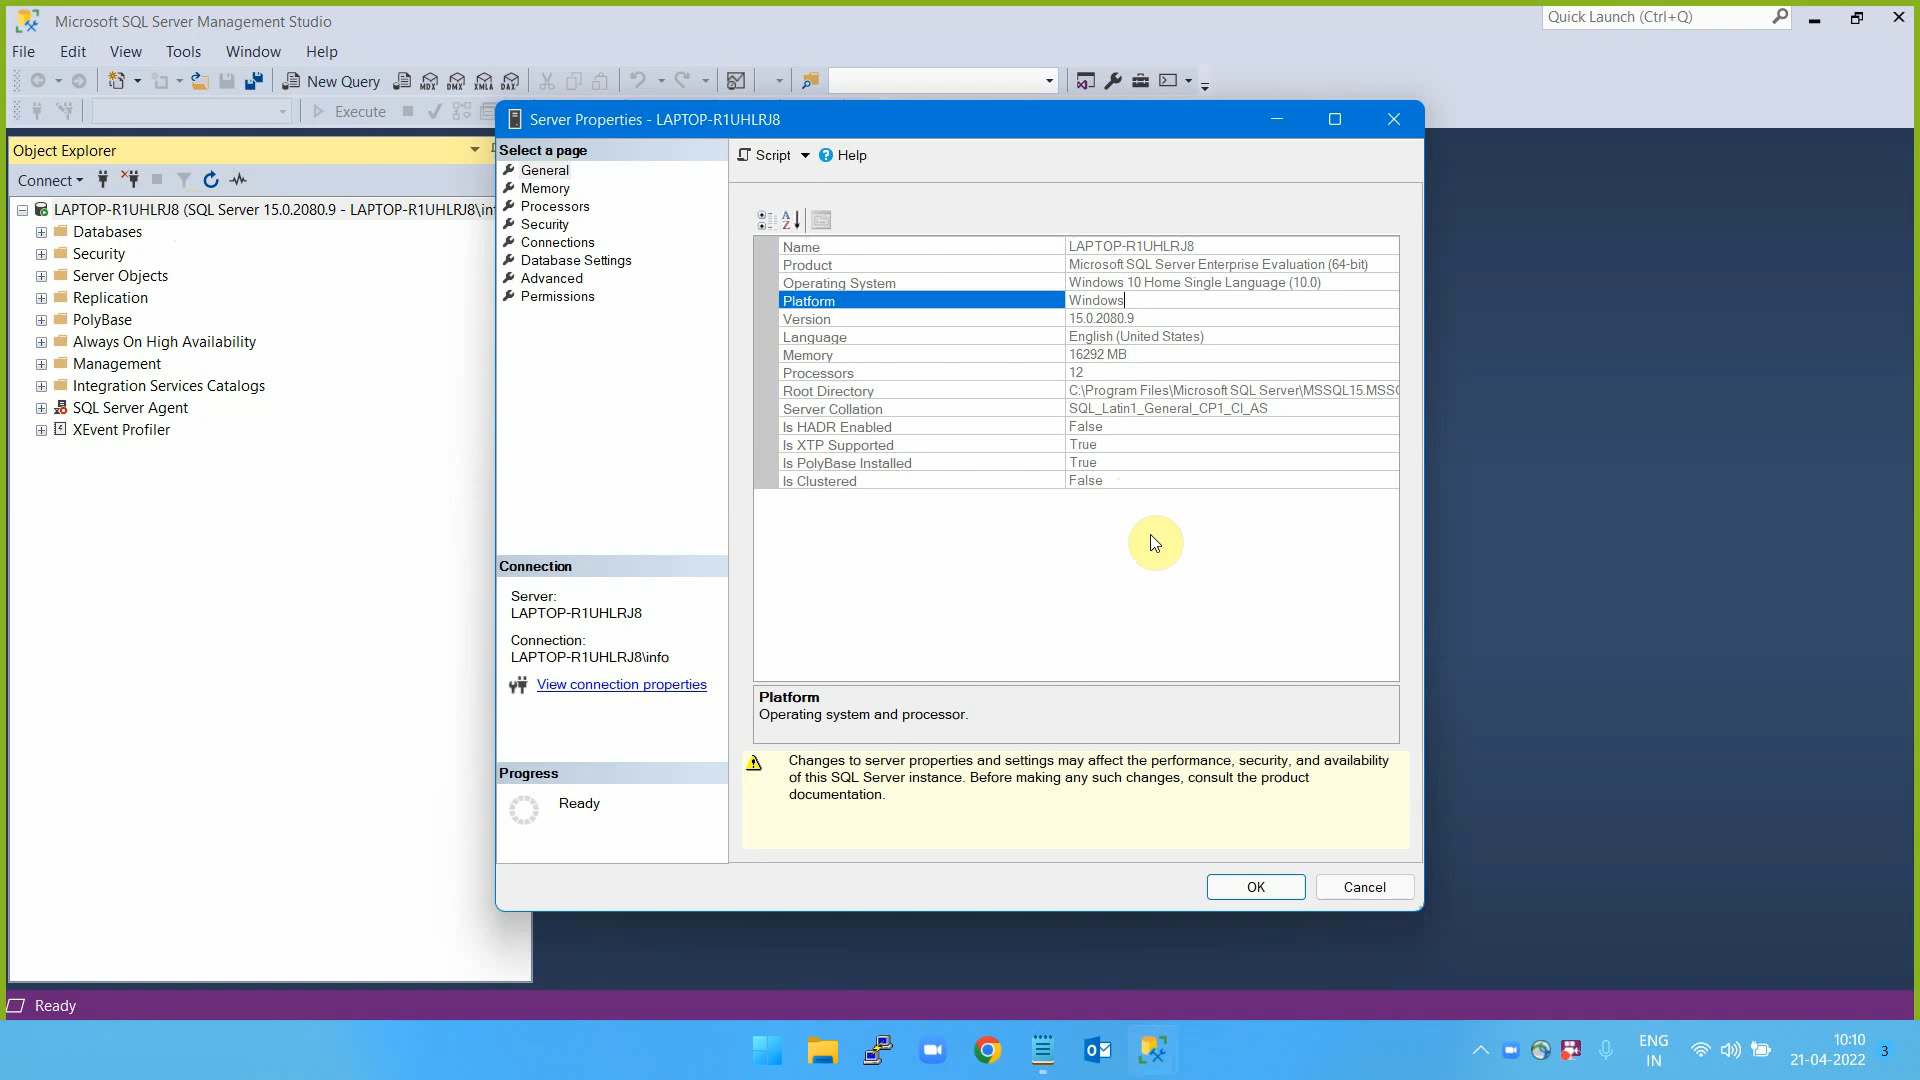 Microsoft SQL Server Management Studio
Quick Launch (Ctrl+Q)
File Edit View Tools Window Help
New Query
MDX DMX XMLA DAX
Execute
Object Explorer
Connect
LAPTOP-R1UHLRJ8 (SQL Server 15.0.2080.9 - LAPTOP-R1UHLRJ8\in
Databases
Security
Server Objects
Replication
PolyBase
Always On High Availability
Management
Integration Services Catalogs
SQL Server Agent
XEvent Profiler
Server Properties - LAPTOP-R1UHLRJ8
Select a page
General
Memory
Processors
Security
Connections
Database Settings
Advanced
Permissions
Connection
Server:
LAPTOP-R1UHLRJ8
Connection:
LAPTOP-R1UHLRJ8\info
View connection properties
Progress
Ready
Script Help
Name LAPTOP-R1UHLRJ8
Product Microsoft SQL Server Enterprise Evaluation (64-bit)
Operating System Windows 10 Home Single Language (10.0)
Platform Windows
Version 15.0.2080.9
Language English (United States)
Memory 16292 MB
Processors 12
Root Directory C:\Program Files\Microsoft SQL Server\MSSQL15.MSSQ
Server Collation SQL_Latin1_General_CP1_CI_AS
Is HADR Enabled False
Is XTP Supported True
Is PolyBase Installed True
Is Clustered False
Platform
Operating system and processor.
Changes to server properties and settings may affect the performance, security, and availability
of this SQL Server instance. Before making any such changes, consult the product
documentation.
OK Cancel
Ready
ENG
IN
10:10
21-04-2022
3